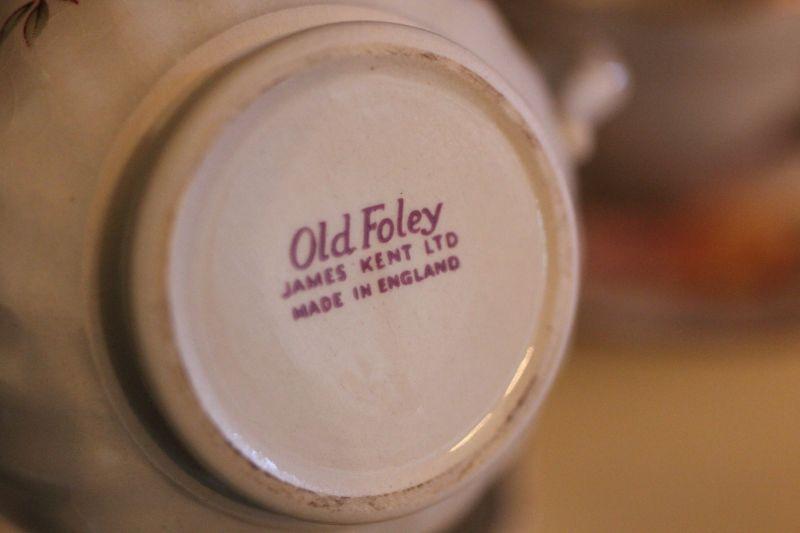 Old Foley
JAMES KENT LTD
MADE IN ENGLAND